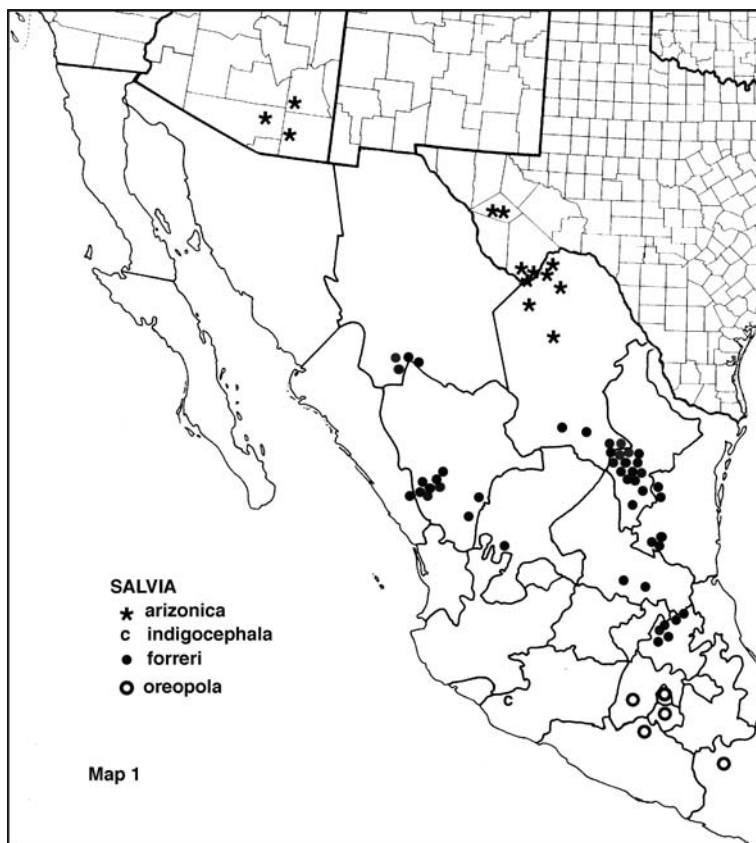 c
SALVIA
* arizonica
c indigocephala
● forreri
○ oreopola
Map 1